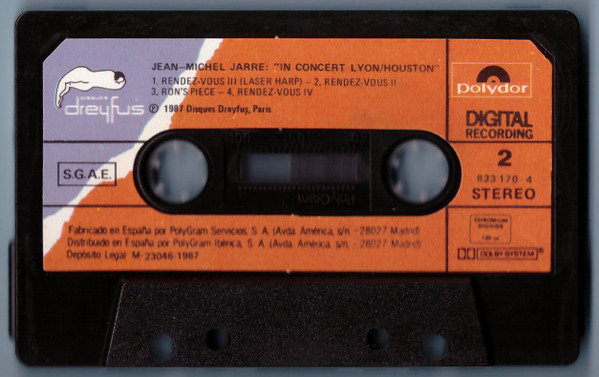 JEAN-MICHEL JARRE: "IN CONCERT LYON/HOUSTON"
1. RENDEZ-VOUS III (LASER HARP) - 2. RENDEZ-VOUS II
3. RON'S PIECE - 4. RENDEZ-VOUS IV
℗ 1987 Disques Dreyfus, Paris
DISQUES
dreyfus
polydor
DIGITAL
RECORDING
2
833 170-4
STEREO
S.G.A.E.
PolyGram
CHROMIUM
DIOXIDE
DOLBY SYSTEM
Fabricado en España por PolyGram Servicios, S. A. (Avda. América, s/n. - 28027 Madrid)
Distribuido en España por PolyGram Ibérica, S. A. (Avda. América, s/n. - 28027 Madrid)
Depósito Legal: M-23046-1987